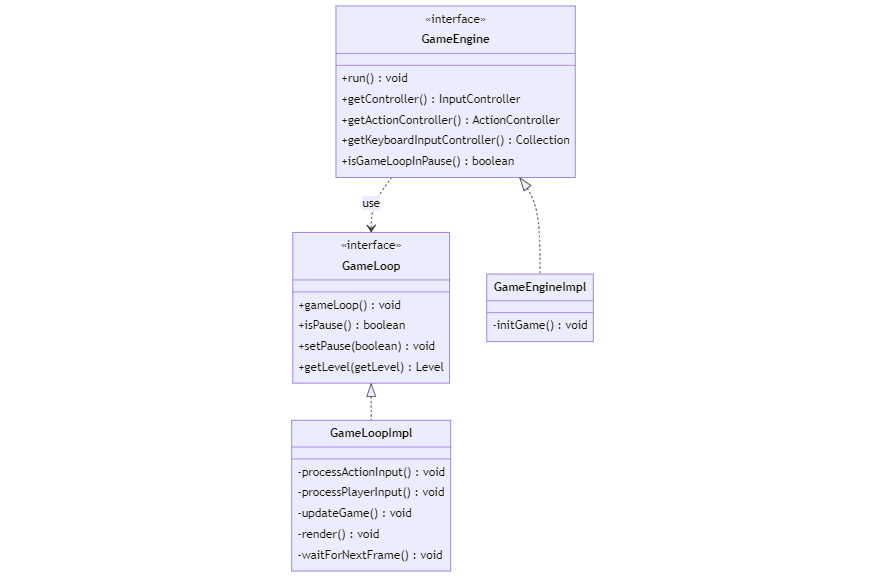 «interface»
GameEngine
+run() : void
+getController() : InputController
+getActionController() : ActionController
+getKeyboardInputController() : Collection
+isGameLoopInPause() : boolean
use
«interface»
GameLoop
+gameLoop() : void
+isPause() : boolean
+setPause(boolean) : void
+getLevel(getLevel) : Level
GameEngineImpl
-initGame() : void
GameLoopImpl
-processActionInput() : void
-processPlayerInput() : void
-updateGame() : void
-render() : void
-waitForNextFrame() : void